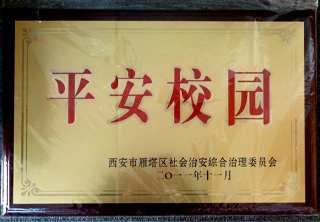 平安校园
西安市雁塔区社会治安综合治理委员会
二〇一一年十一月